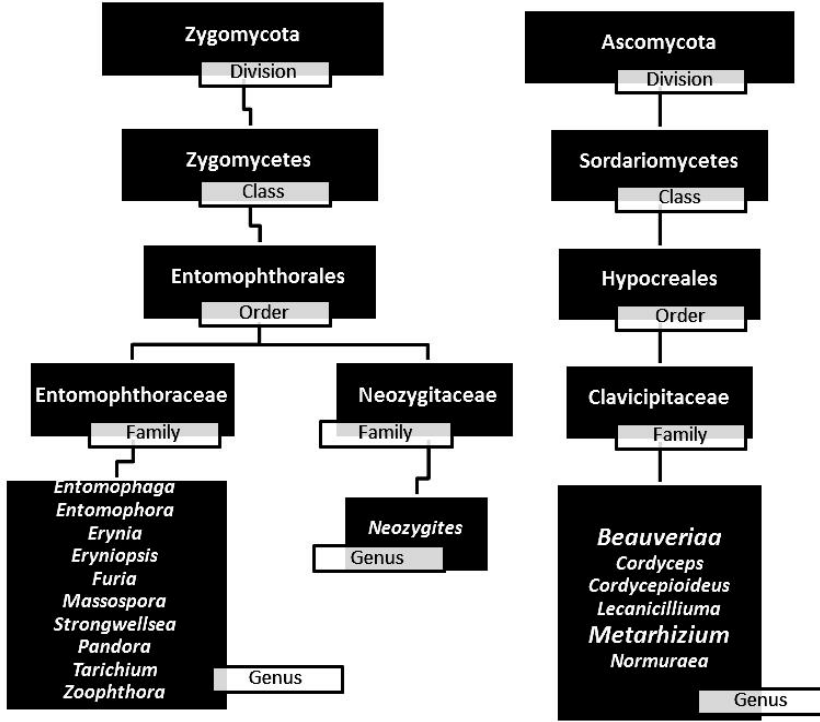 Zygomycota
Division
Zygomycetes
Class
Entomophthorales
Order
Entomophthoraceae
Family
Entomophaga
Entomophora
Erynia
Eryniopsis
Furia
Massospora
Strongwellsea
Pandora
Tarichium
Zoophthora
Genus
Neozygitaceae
Family
Neozygites
Genus
Ascomycota
Division
Sordariomycetes
Class
Hypocreales
Order
Clavicipitaceae
Family
Beauveriaa
Cordyceps
Cordycepioideus
Lecanicilliuma
Metarhizium
Normuraea
Genus